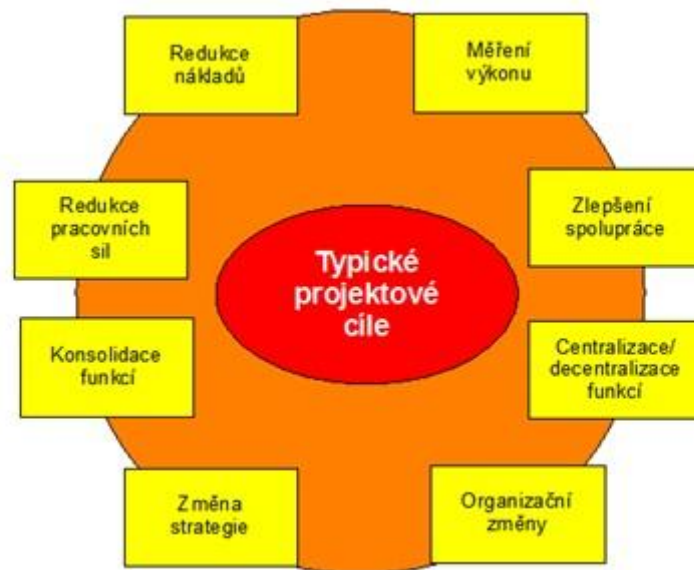 Redukce
nákladů
Měření
výkonu
Redukce
pracovních
sil
Zlepšení
spolupráce
Typické
projektové
cíle
Konsolidace
funkcí
Centralizace/
decentralizace
funkcí
Změna
strategie
Organizační
změny